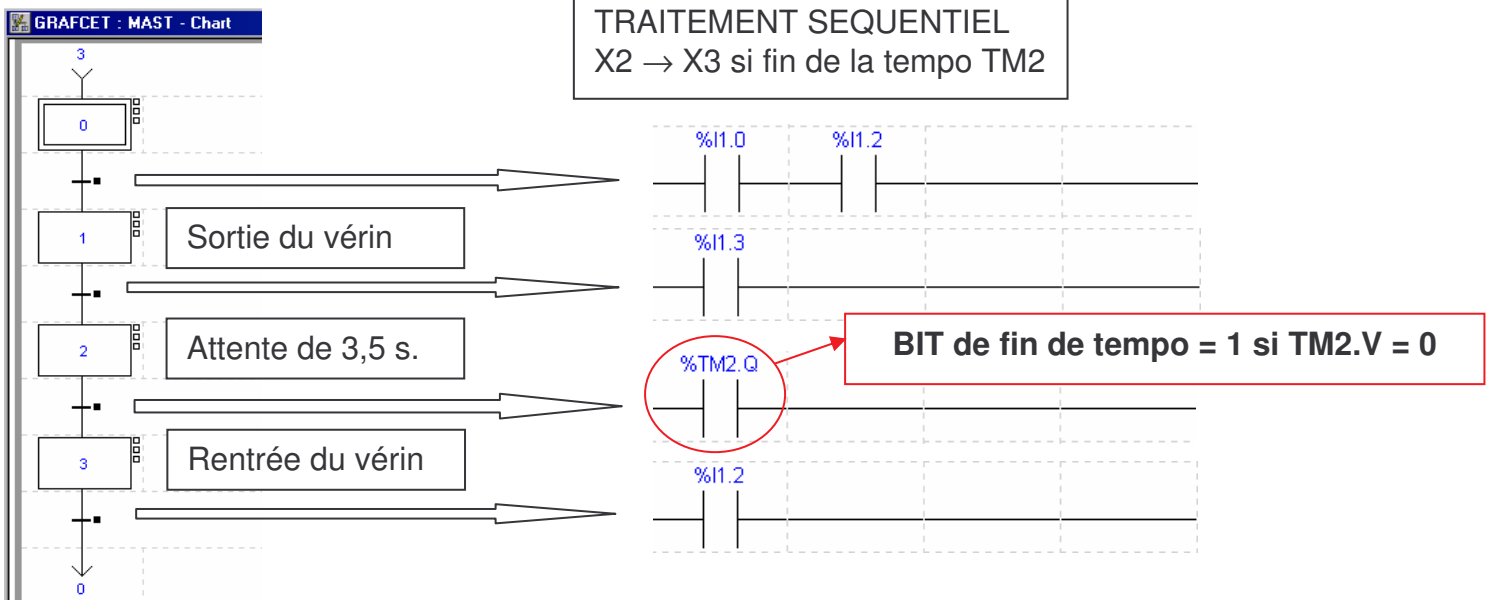 GRAFCET : MAST - Chart
TRAITEMENT SEQUENTIEL
X2 → X3 si fin de la tempo TM2
3
0
%I1.0 %I1.2
1
Sortie du vérin
%I1.3
2
Attente de 3,5 s.
%TM2.Q
BIT de fin de tempo = 1 si TM2.V = 0
3
Rentrée du vérin
%I1.2
0